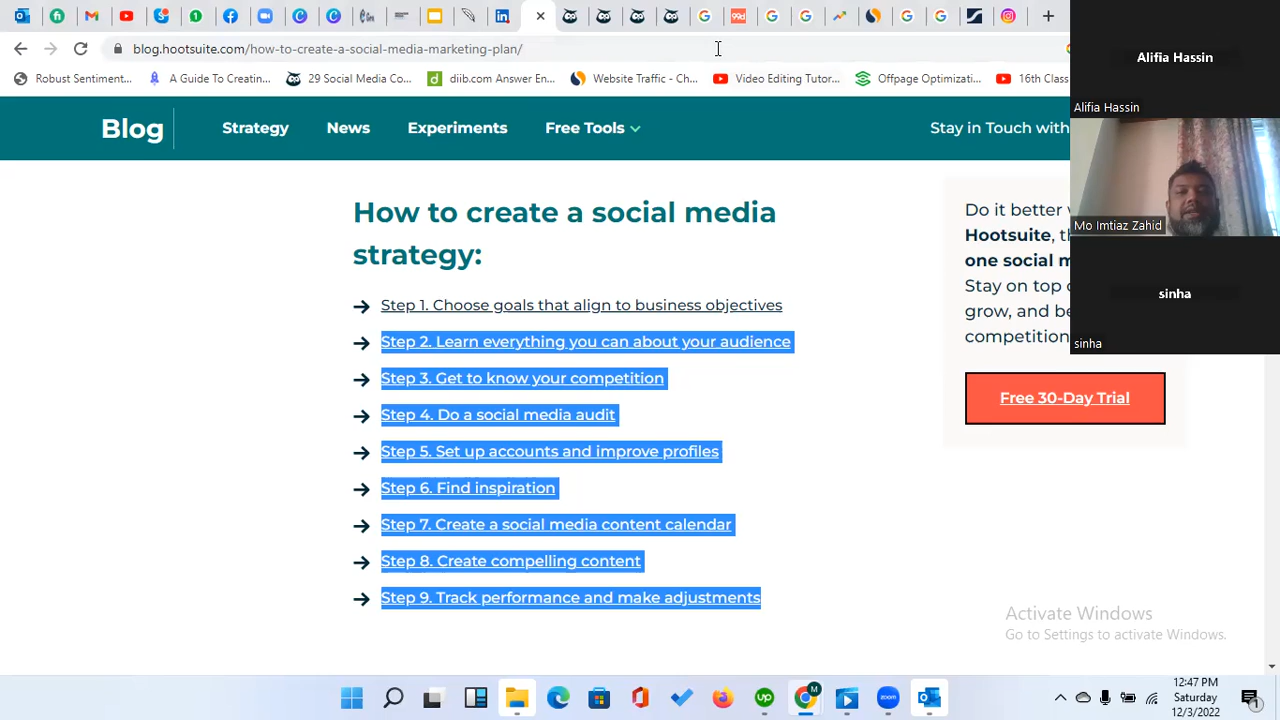 blog.hootsuite.com/how-to-create-a-social-media-marketing-plan/
Robust Sentiment...
A Guide To Creatin...
29 Social Media Co...
diib.com Answer En...
Website Traffic - Ch...
Video Editing Tutor...
Offpage Optimizati...
16th Class
Blog
Strategy
News
Experiments
Free Tools
Stay in Touch with
How to create a social media
strategy:
Step 1. Choose goals that align to business objectives
Step 2. Learn everything you can about your audience
Step 3. Get to know your competition
Step 4. Do a social media audit
Step 5. Set up accounts and improve profiles
Step 6. Find inspiration
Step 7. Create a social media content calendar
Step 8. Create compelling content
Step 9. Track performance and make adjustments
Do it better
Hootsuite,
one social
Stay on top
grow, and
competition
Free 30-Day Trial
Alifia Hassin
Alifia Hassin
Mo Imtiaz Zahid
sinha
sinha
Activate Windows
Go to Settings to activate Windows.
12:47 PM
Saturday
12/3/2022